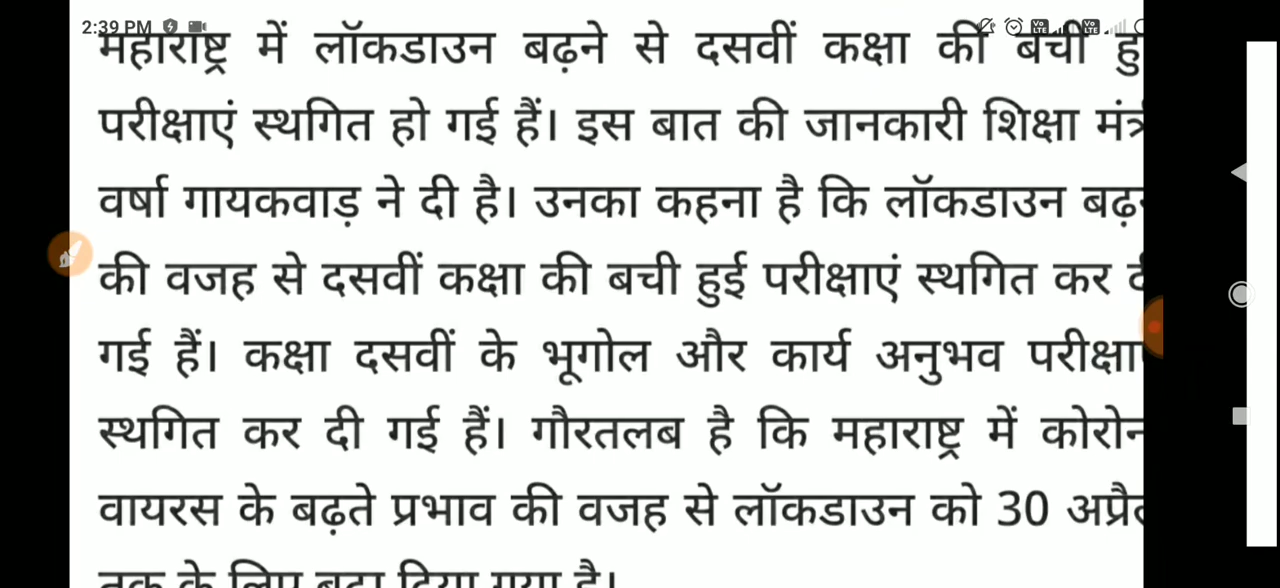 2:39 PM
महाराष्ट्र में लॉकडाउन बढ़ने से दसवीं कक्षा की बची
परीक्षाएं स्थगित हो गई हैं। इस बात की जानकारी शिक्षा
वर्षा गायकवाड़ ने दी है। उनका कहना है कि लॉकडाउन
की वजह से दसवीं कक्षा की बची हुई परीक्षाएं स्थगित कर
गई हैं। कक्षा दसवीं के भूगोल और कार्य अनुभव
स्थगित कर दी गई हैं। गौरतलब है कि महाराष्ट्र में
वायरस के बढ़ते प्रभाव की वजह से लॉकडाउन को 30
तक के लिए बढ़ा दिया गया है।